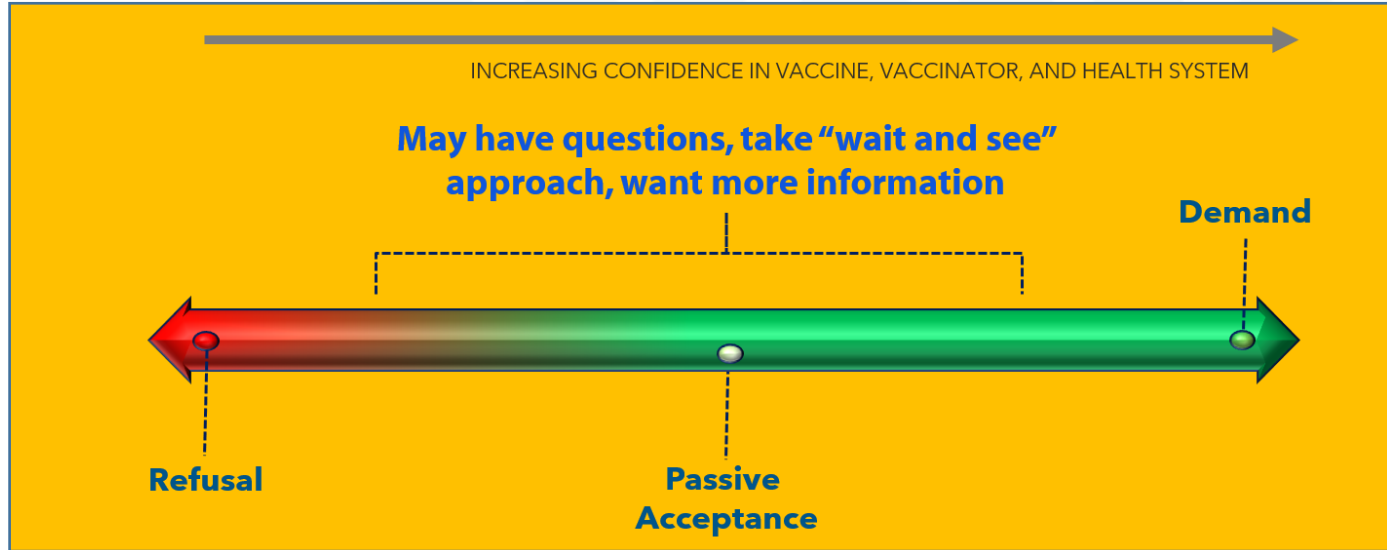 INCREASING CONFIDENCE IN VACCINE, VACCINATOR, AND HEALTH SYSTEM
May have questions, take “wait and see”
approach, want more information
Demand
Refusal
Passive
Acceptance